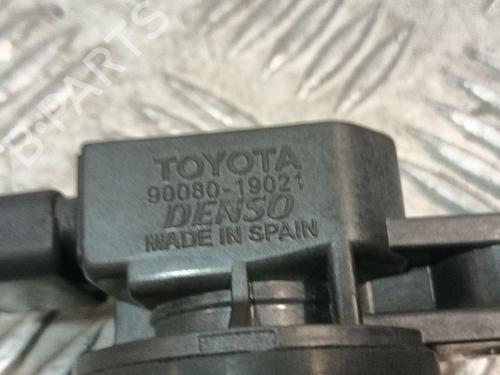 B-PARTS
TOYOTA
90080-19021
DENSO
MADE IN SPAIN